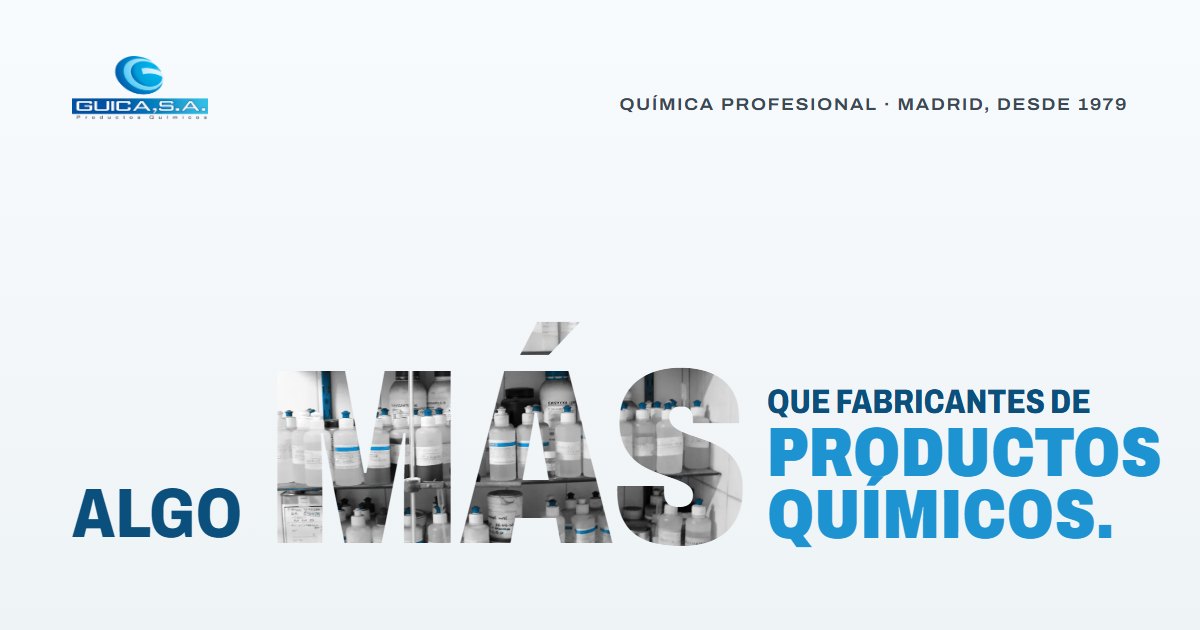 GUICA,S.A.
Productos Químicos
QUÍMICA PROFESIONAL · MADRID, DESDE 1979
ALGO
MÁS
QUE FABRICANTES DE
PRODUCTOS
QUÍMICOS.